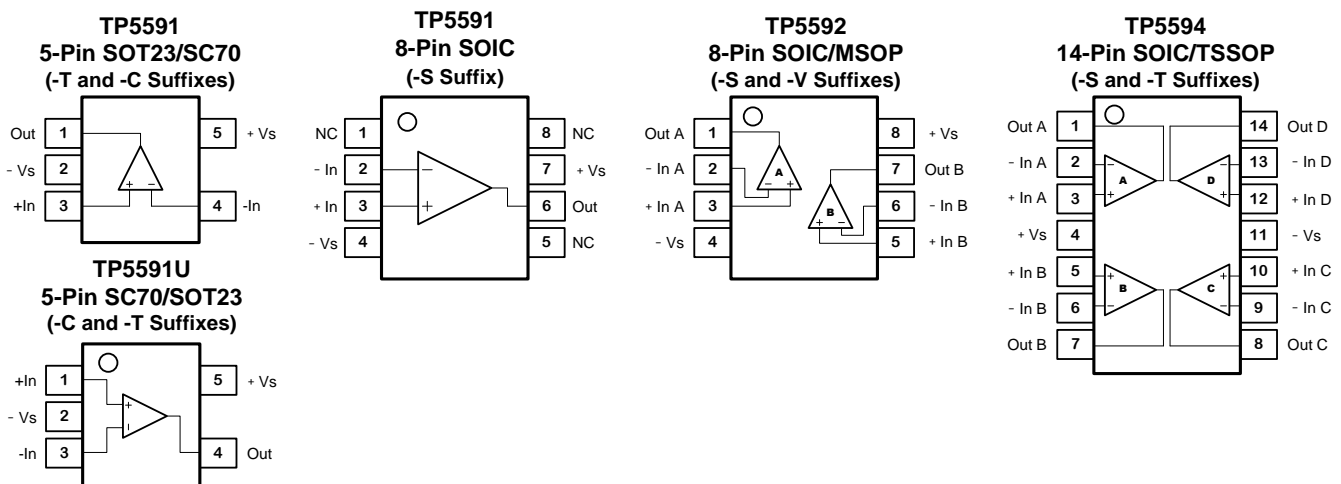 TP5591
5-Pin SOT23/SC70
(-T and -C Suffixes)
Out 1 5 + Vs
- Vs 2
+In 3 4 -In
+ -
TP5591U
5-Pin SC70/SOT23
(-C and -T Suffixes)
+In 1 5 + Vs
- Vs 2
-In 3 4 Out
+
-
TP5591
8-Pin SOIC
(-S Suffix)
NC 1 8 NC
- In 2 7 + Vs
+ In 3 6 Out
- Vs 4 5 NC
-
+
TP5592
8-Pin SOIC/MSOP
(-S and -V Suffixes)
Out A 1 8 + Vs
- In A 2 7 Out B
+ In A 3 6 - In B
- Vs 4 5 + In B
A
- +
B
+ -
TP5594
14-Pin SOIC/TSSOP
(-S and -T Suffixes)
Out A 1 14 Out D
- In A 2 13 - In D
+ In A 3 12 + In D
+ Vs 4 11 - Vs
+ In B 5 10 + In C
- In B 6 9 - In C
Out B 7 8 Out C
- -
A D
+ +
+ +
B C
- -